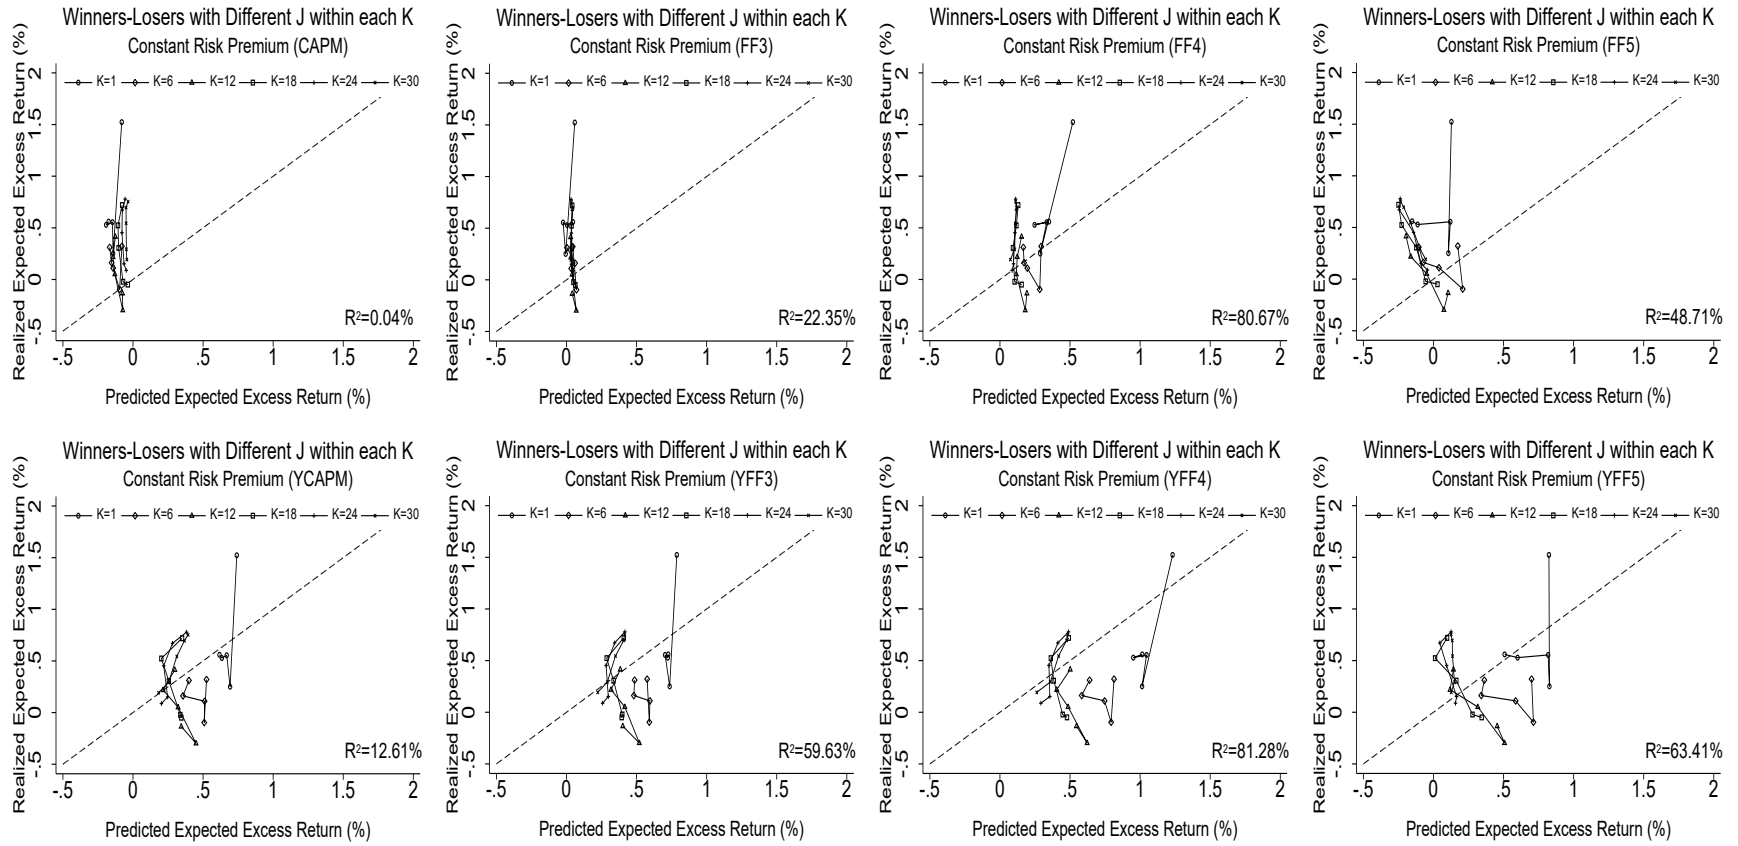 Winners-Losers with Different J within each K
Constant Risk Premium (CAPM)
K=1 K=6 K=12 K=18 K=24 K=30
Realized Expected Excess Return (%)
2
1.5
1
.5
0
-.5
R²=0.04%
-.5 0 .5 1 1.5 2
Predicted Expected Excess Return (%)
Winners-Losers with Different J within each K
Constant Risk Premium (FF3)
K=1 K=6 K=12 K=18 K=24 K=30
Realized Expected Excess Return (%)
2
1.5
1
.5
0
-.5
R²=22.35%
-.5 0 .5 1 1.5 2
Predicted Expected Excess Return (%)
Winners-Losers with Different J within each K
Constant Risk Premium (FF4)
K=1 K=6 K=12 K=18 K=24 K=30
Realized Expected Excess Return (%)
2
1.5
1
.5
0
-.5
R²=80.67%
-.5 0 .5 1 1.5 2
Predicted Expected Excess Return (%)
Winners-Losers with Different J within each K
Constant Risk Premium (FF5)
K=1 K=6 K=12 K=18 K=24 K=30
Realized Expected Excess Return (%)
2
1.5
1
.5
0
-.5
R²=48.71%
-.5 0 .5 1 1.5 2
Predicted Expected Excess Return (%)
Winners-Losers with Different J within each K
Constant Risk Premium (YCAPM)
K=1 K=6 K=12 K=18 K=24 K=30
Realized Expected Excess Return (%)
2
1.5
1
.5
0
-.5
R²=12.61%
-.5 0 .5 1 1.5 2
Predicted Expected Excess Return (%)
Winners-Losers with Different J within each K
Constant Risk Premium (YFF3)
K=1 K=6 K=12 K=18 K=24 K=30
Realized Expected Excess Return (%)
2
1.5
1
.5
0
-.5
R²=59.63%
-.5 0 .5 1 1.5 2
Predicted Expected Excess Return (%)
Winners-Losers with Different J within each K
Constant Risk Premium (YFF4)
K=1 K=6 K=12 K=18 K=24 K=30
Realized Expected Excess Return (%)
2
1.5
1
.5
0
-.5
R²=81.28%
-.5 0 .5 1 1.5 2
Predicted Expected Excess Return (%)
Winners-Losers with Different J within each K
Constant Risk Premium (YFF5)
K=1 K=6 K=12 K=18 K=24 K=30
Realized Expected Excess Return (%)
2
1.5
1
.5
0
-.5
R²=63.41%
-.5 0 .5 1 1.5 2
Predicted Expected Excess Return (%)